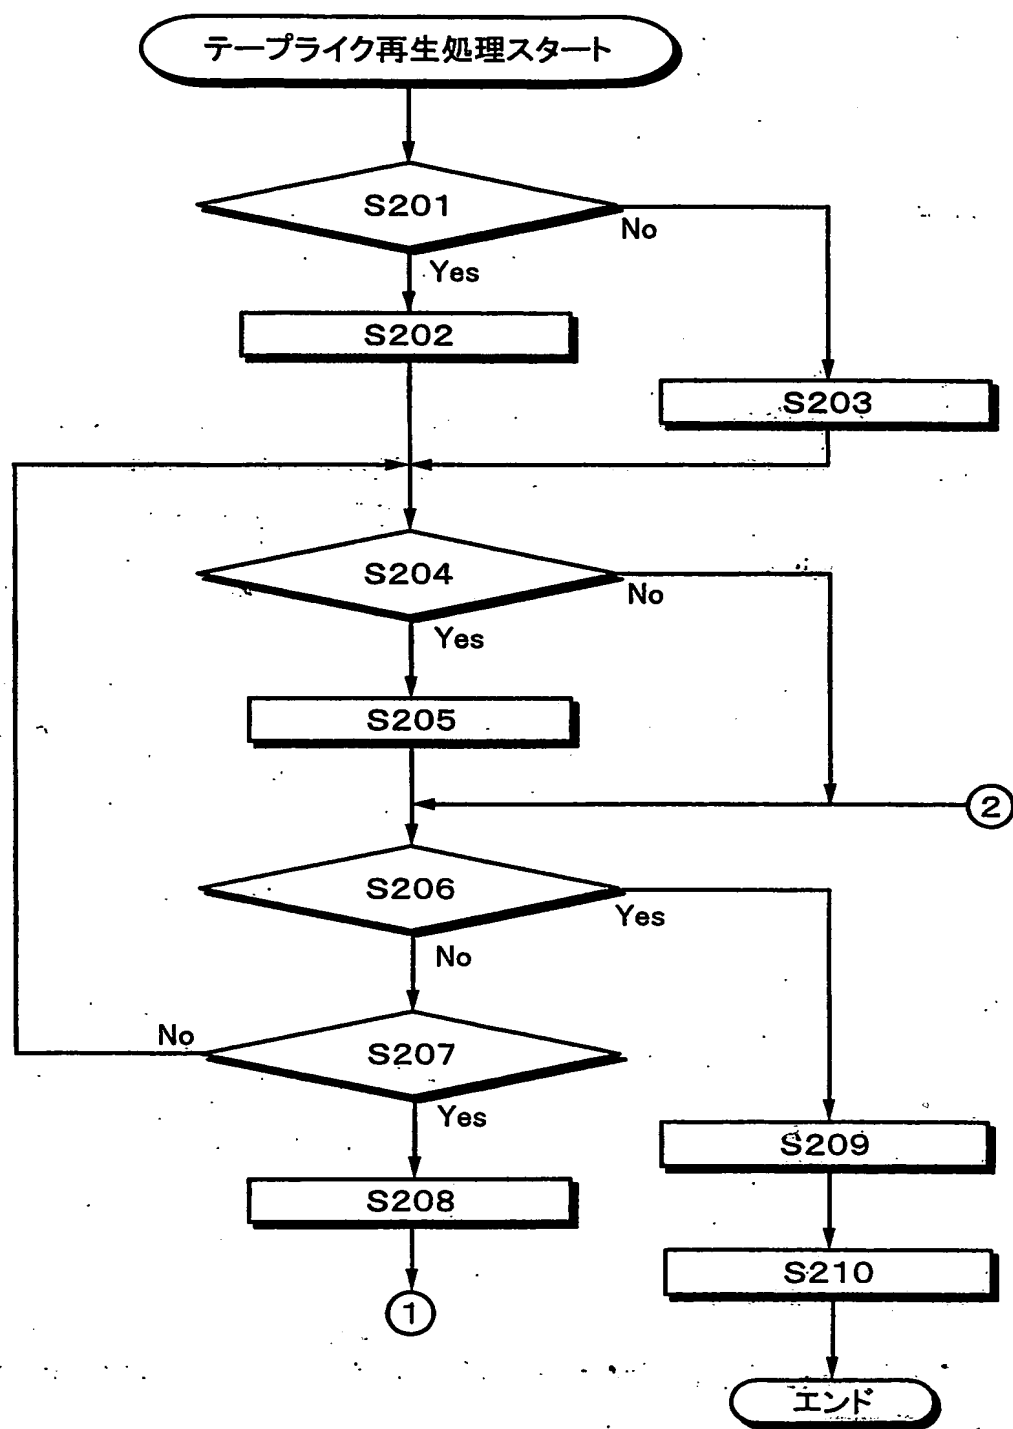 テープライク再生処理スタート
S201
No
Yes
S202
S203
S204
No
Yes
S205
2
S206
Yes
No
No
S207
Yes
S209
S208
S210
1
エンド